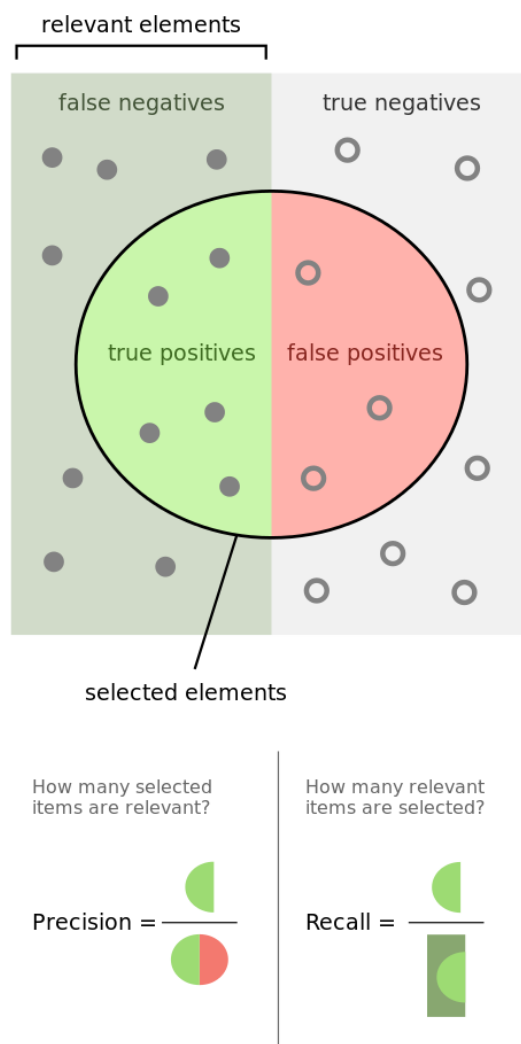 relevant elements
false negatives
true negatives
true positives
false positives
selected elements
How many selected
items are relevant?
How many relevant
items are selected?
Precision =
Recall =